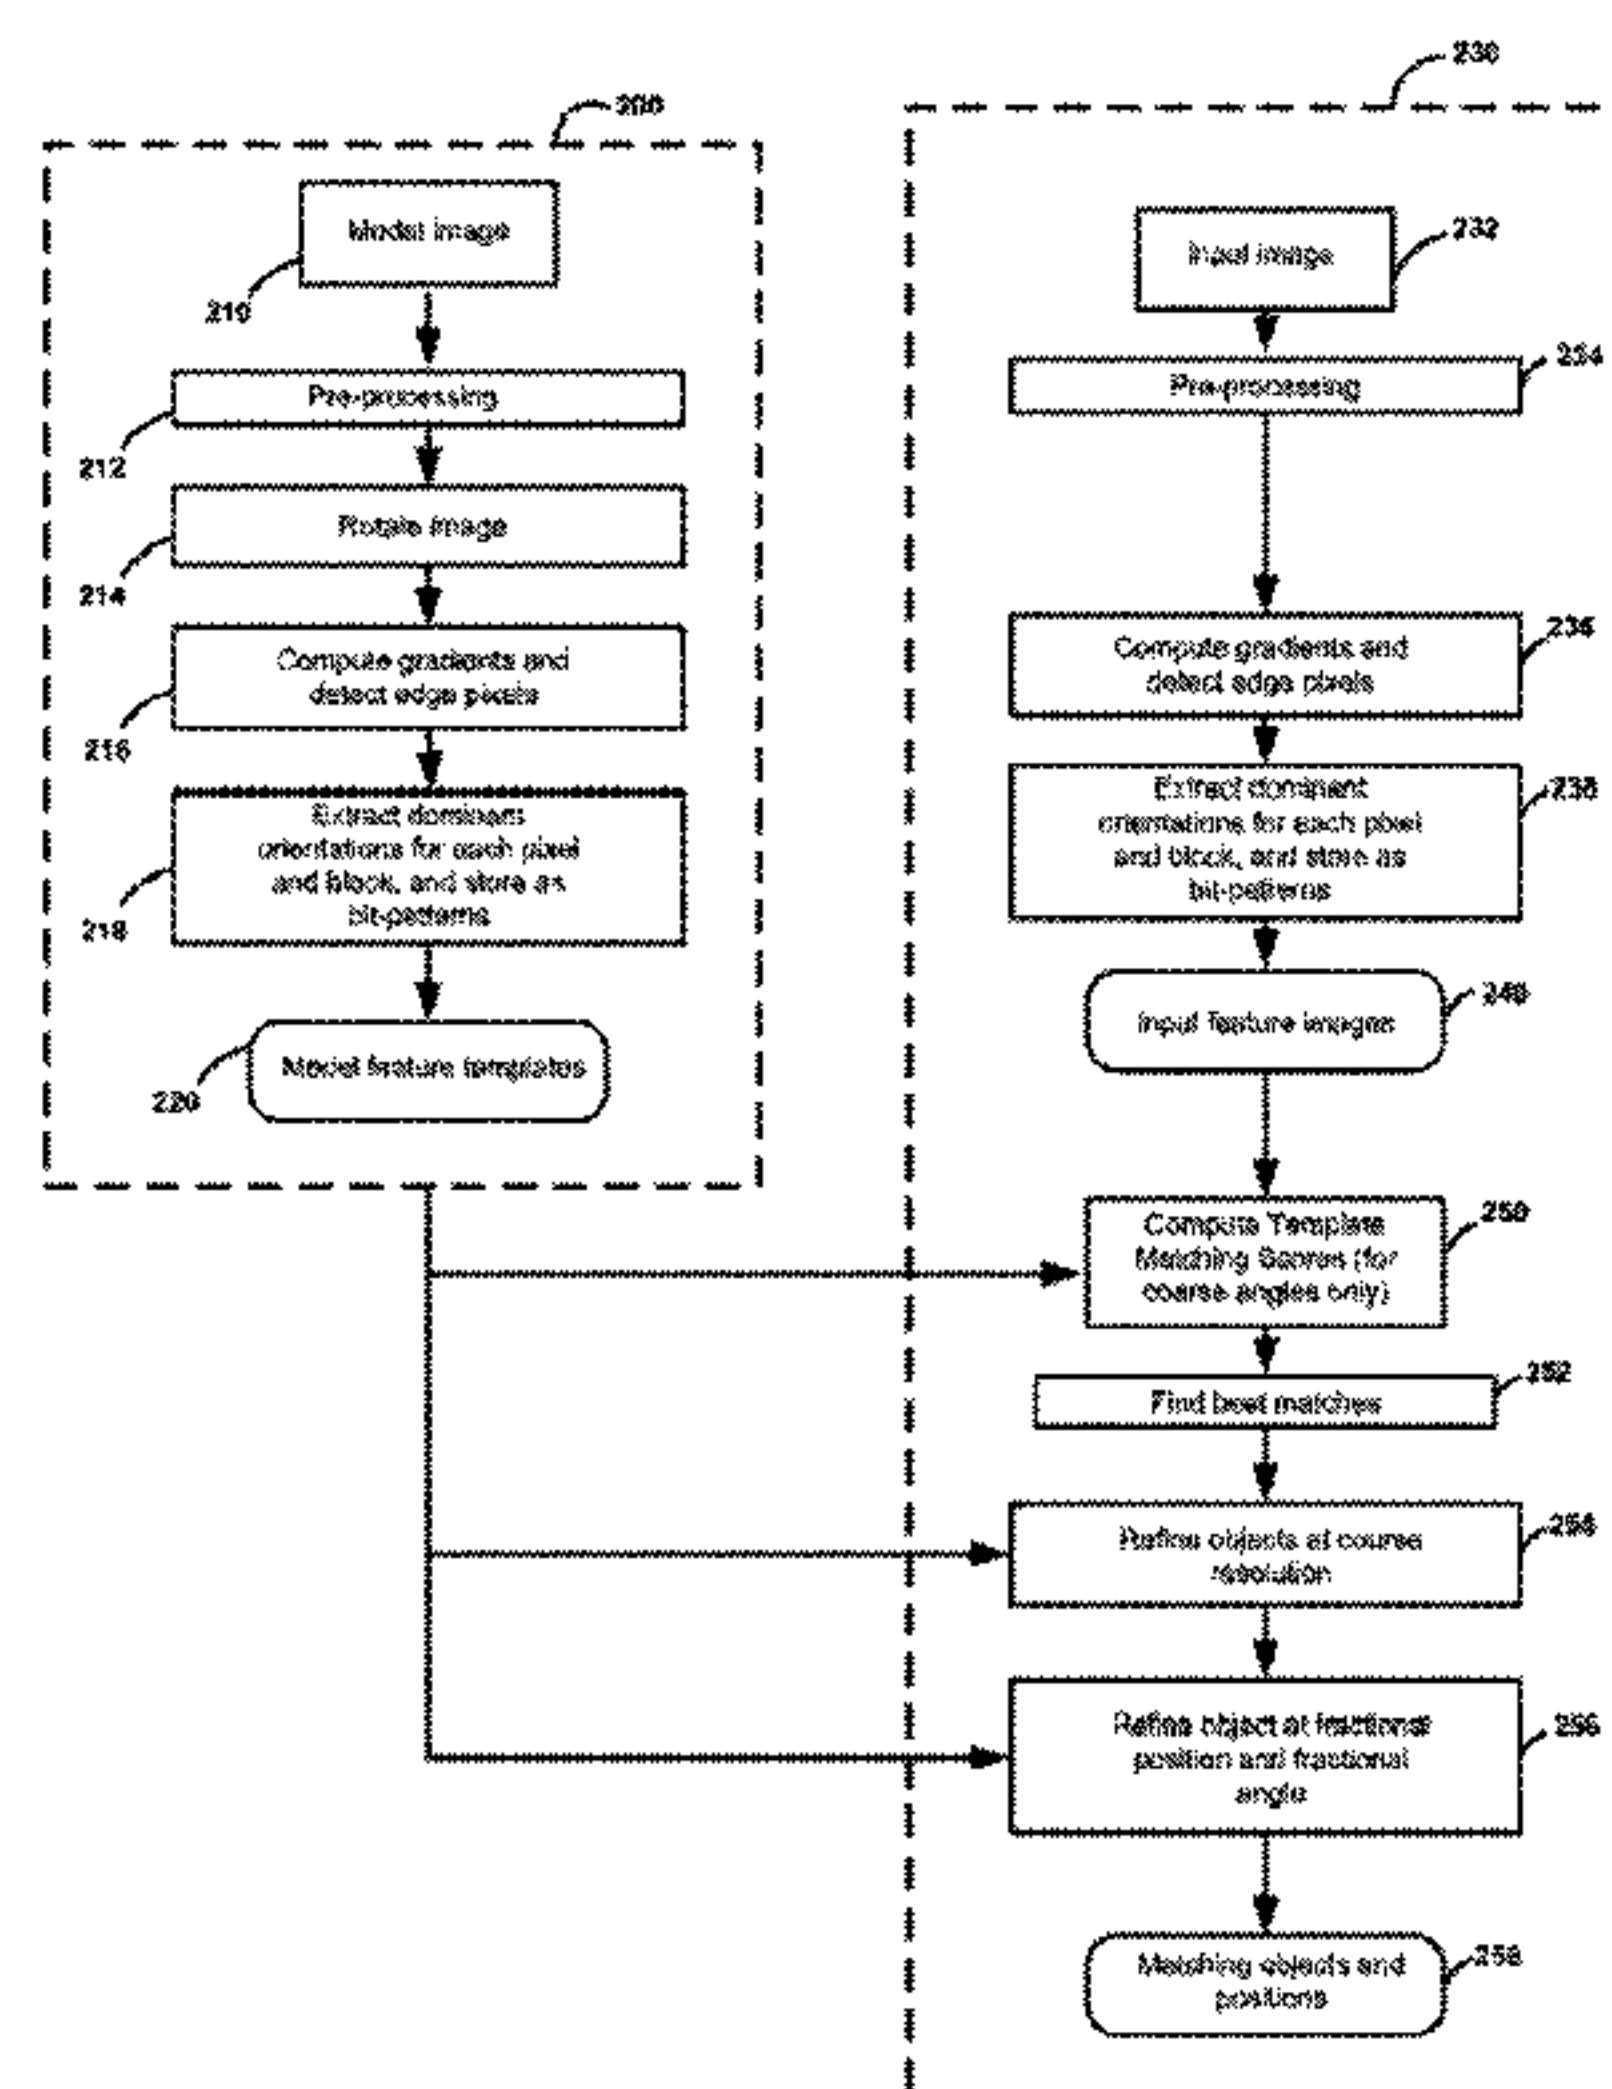 200
Model image
210
Pre-processing
212
Rotate image
214
Compute gradients and
detect edge pixels
216
Extract dominant
orientations for each pixel
and block, and store as
bit-patterns
218
Model feature templates
220
230
Input image
232
Pre-processing
234
Compute gradients and
detect edge pixels
236
Extract dominant
orientations for each pixel
and block, and store as
bit-patterns
238
Input feature images
240
Compute Template
Matching Scores (for
coarse angles only)
250
Find best matches
252
Refine objects at course
resolution
254
Refine object at fractional
position and fractional
angle
256
Matching objects and
positions
258